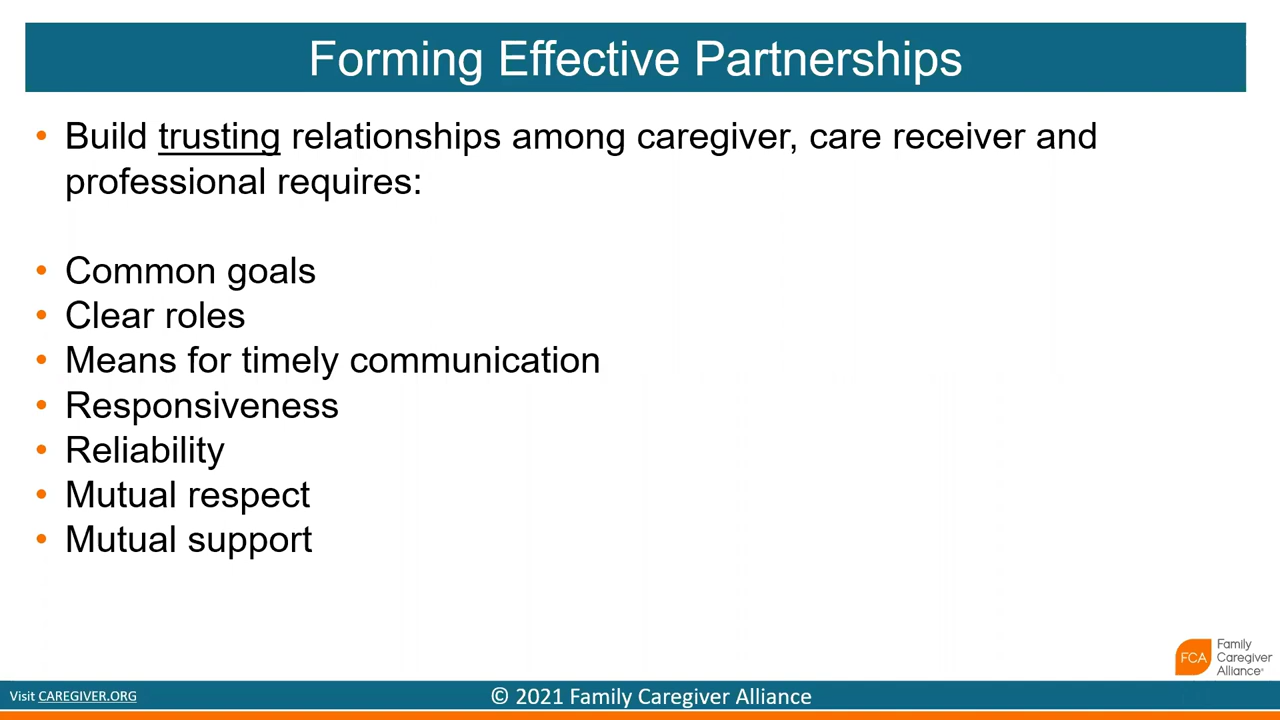 Forming Effective Partnerships
• Build trusting relationships among caregiver, care receiver and
professional requires:
• Common goals
• Clear roles
• Means for timely communication
• Responsiveness
• Reliability
• Mutual respect
• Mutual support
FCA
Family
Caregiver
Alliance
Visit CAREGIVER.ORG
© 2021 Family Caregiver Alliance